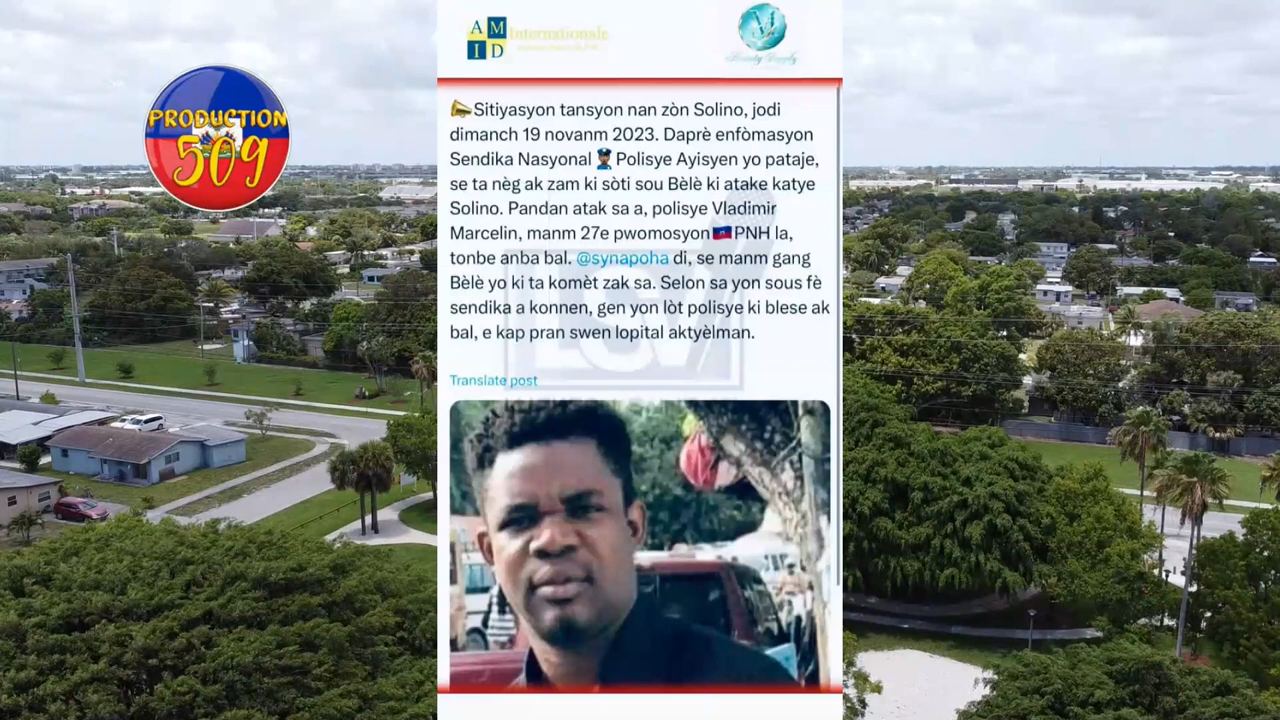 PRODUCTION
509
A M
I D
Internationale
Beauty Supply
Sitiyasyon tansyon nan zòn Solino, jodi
dimanch 19 novanm 2023. Daprè enfòmasyon
Sendika Nasyonal Polisye Ayisyen yo pataje,
se ta nèg ak zam ki sòti sou Bèlè ki atake katye
Solino. Pandan atak sa a, polisye Vladimir
Marcelin, manm 27e pwomosyon PNH la,
tonbe anba bal. @synapoha di, se manm gang
Bèlè yo ki ta komèt zak sa. Selon sa yon sous fè
sendika a konnen, gen yon lòt polisye ki blese ak
bal, e kap pran swen lopital aktyèlman.
Translate post